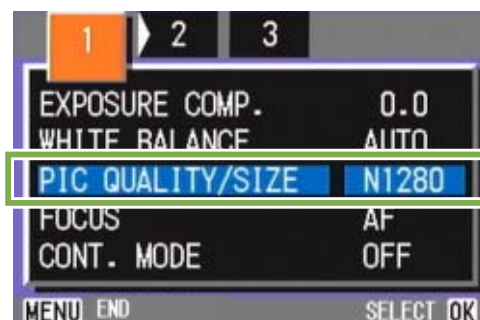 1 2 3
EXPOSURE COMP. 0.0
WHITE BALANCE AUTO
PIC QUALITY/SIZE N1280
FOCUS AF
CONT. MODE OFF
MENU END SELECT OK